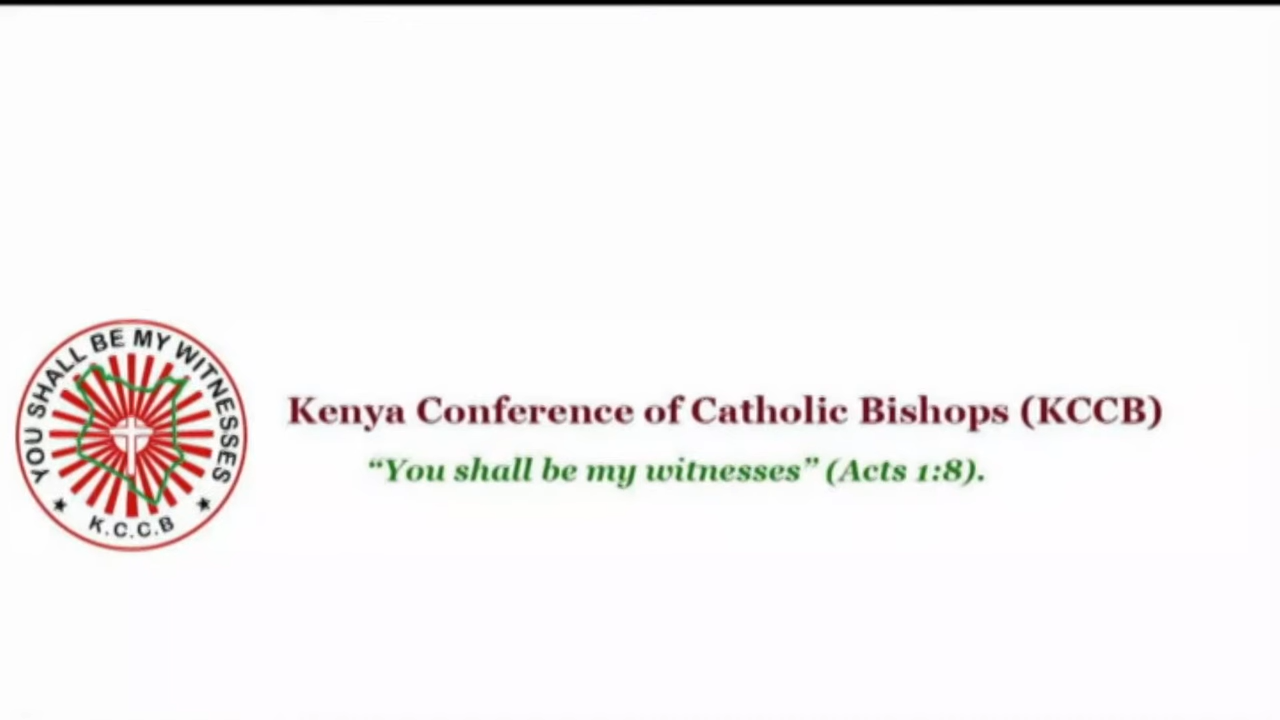 YOU SHALL BE MY WITNESSES
K.C.C.B
Kenya Conference of Catholic Bishops (KCCB)
“You shall be my witnesses” (Acts 1:8).